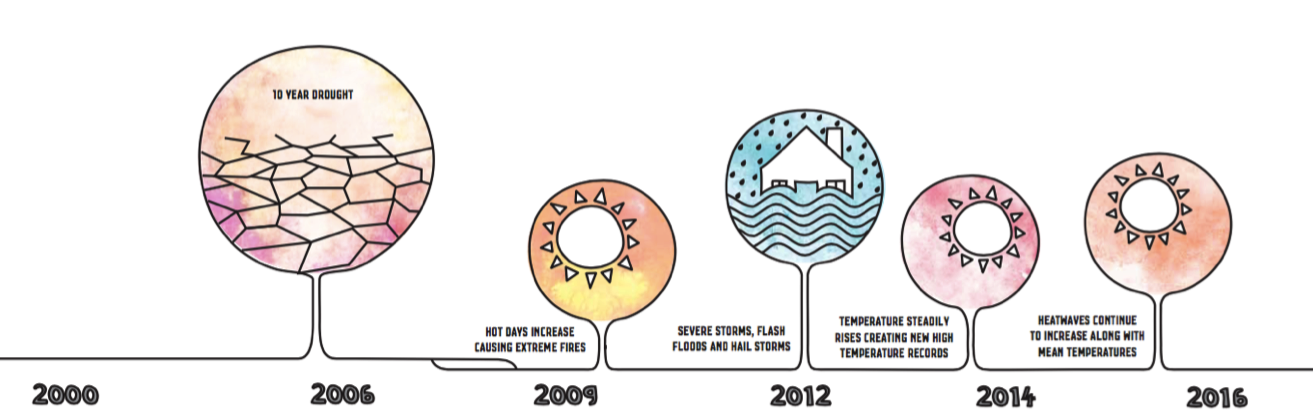 10 YEAR DROUGHT
HOT DAYS INCREASE
CAUSING EXTREME FIRES
SEVERE STORMS, FLASH
FLOODS AND HAIL STORMS
TEMPERATURE STEADILY
RISES CREATING NEW HIGH
TEMPERATURE RECORDS
HEATWAVES CONTINUE
TO INCREASE ALONG WITH
MEAN TEMPERATURES
2000
2006
2009
2012
2014
2016